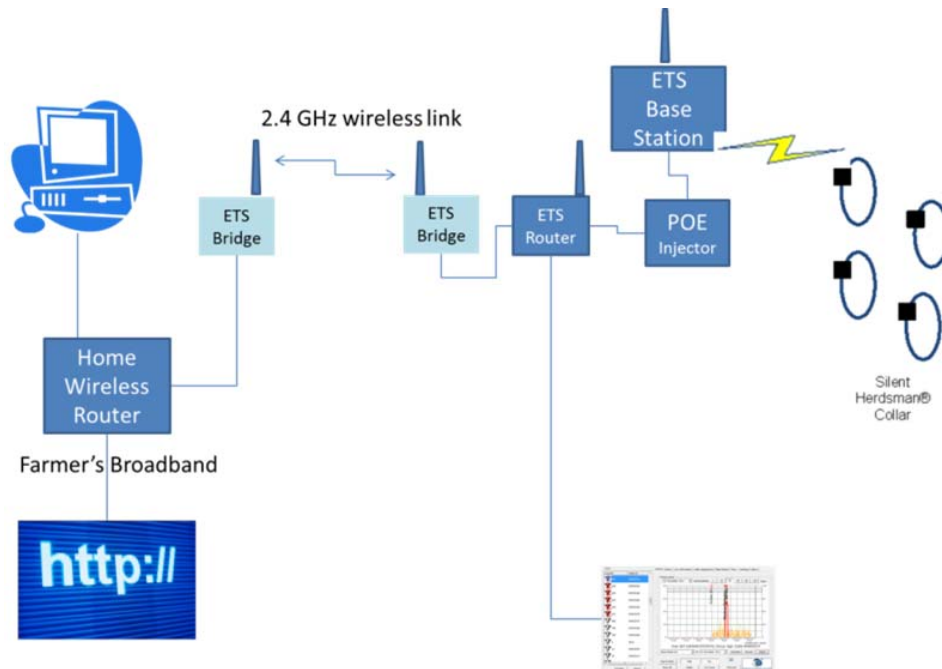 ETS
Base
Station
2.4 GHz wireless link
ETS
Bridge
ETS
Bridge
ETS
Router
POE
Injector
Home
Wireless
Router
Silent
Herdsman®
Collar
Farmer's Broadband
http://